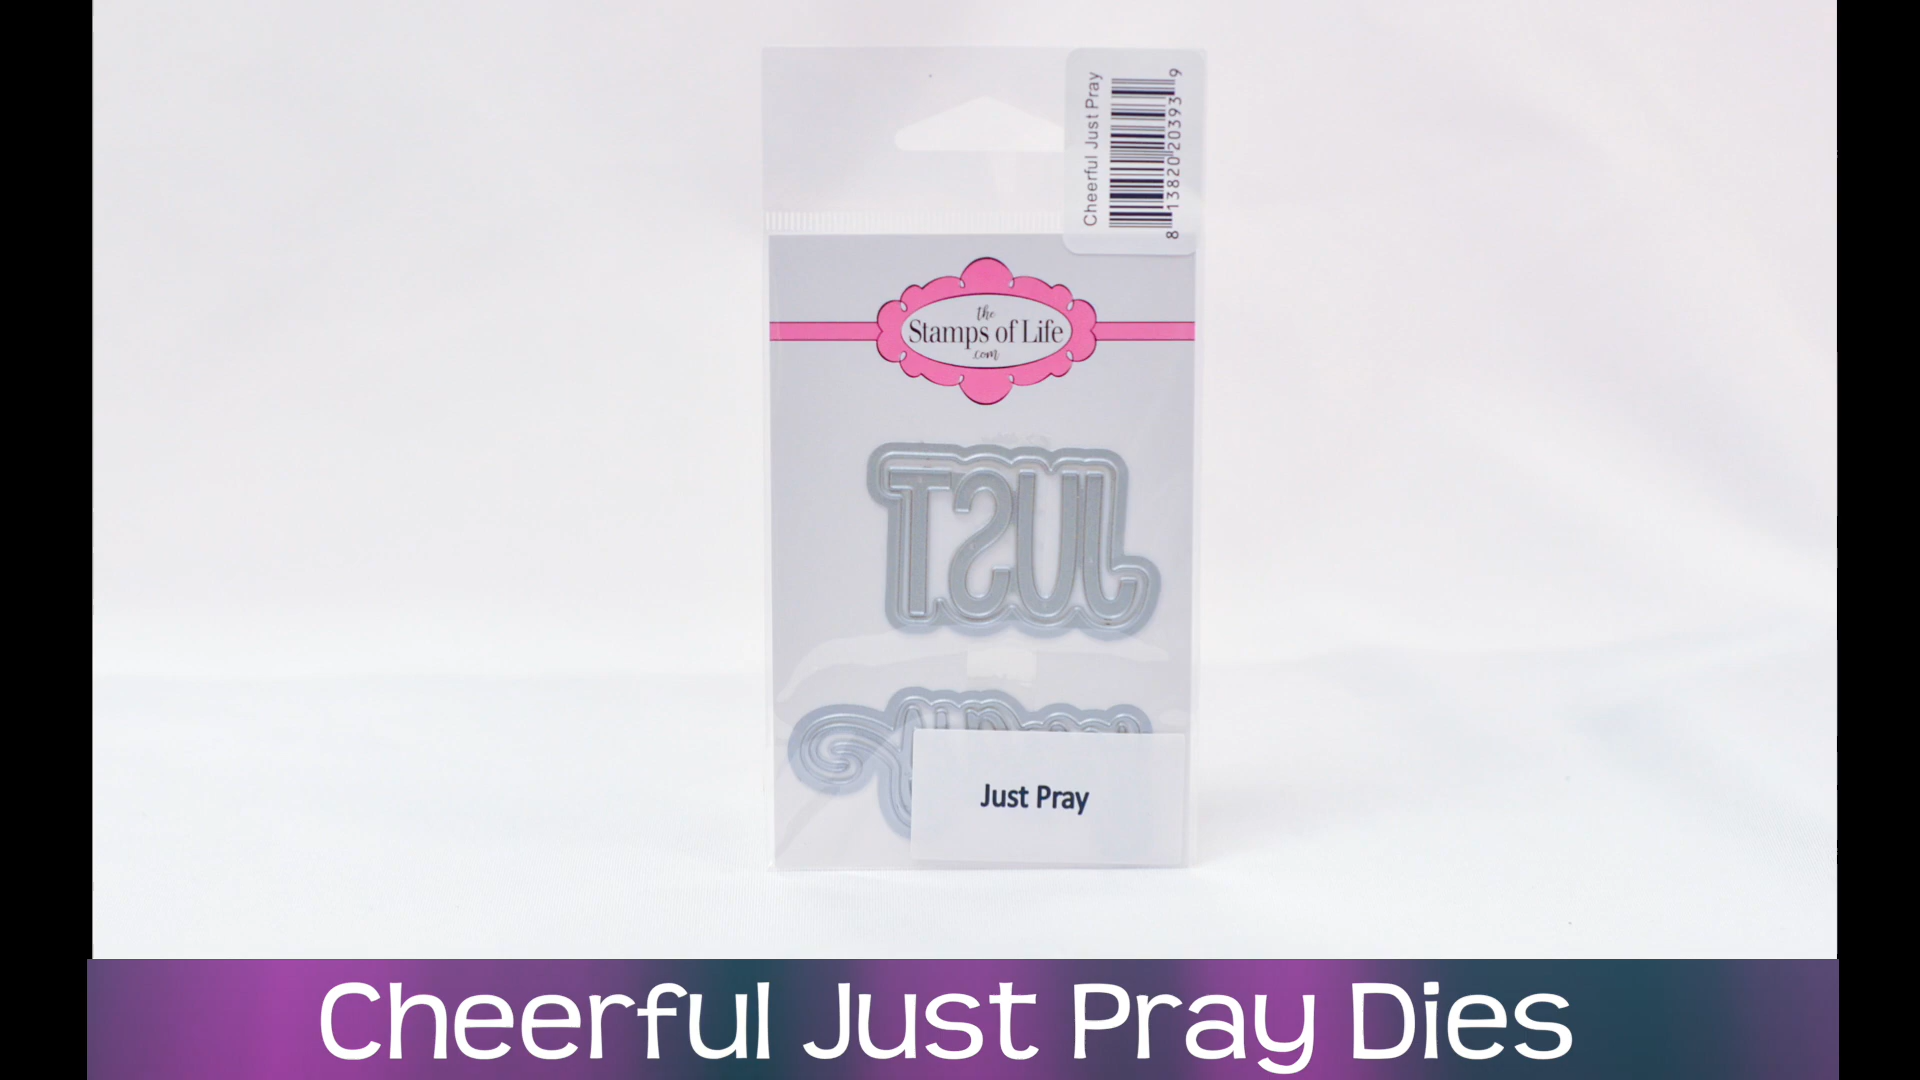 Cheerful Just Pray
8 13820 20393 9
the
Stamps of Life
.com
JUST
Just Pray
Cheerful Just Pray Dies